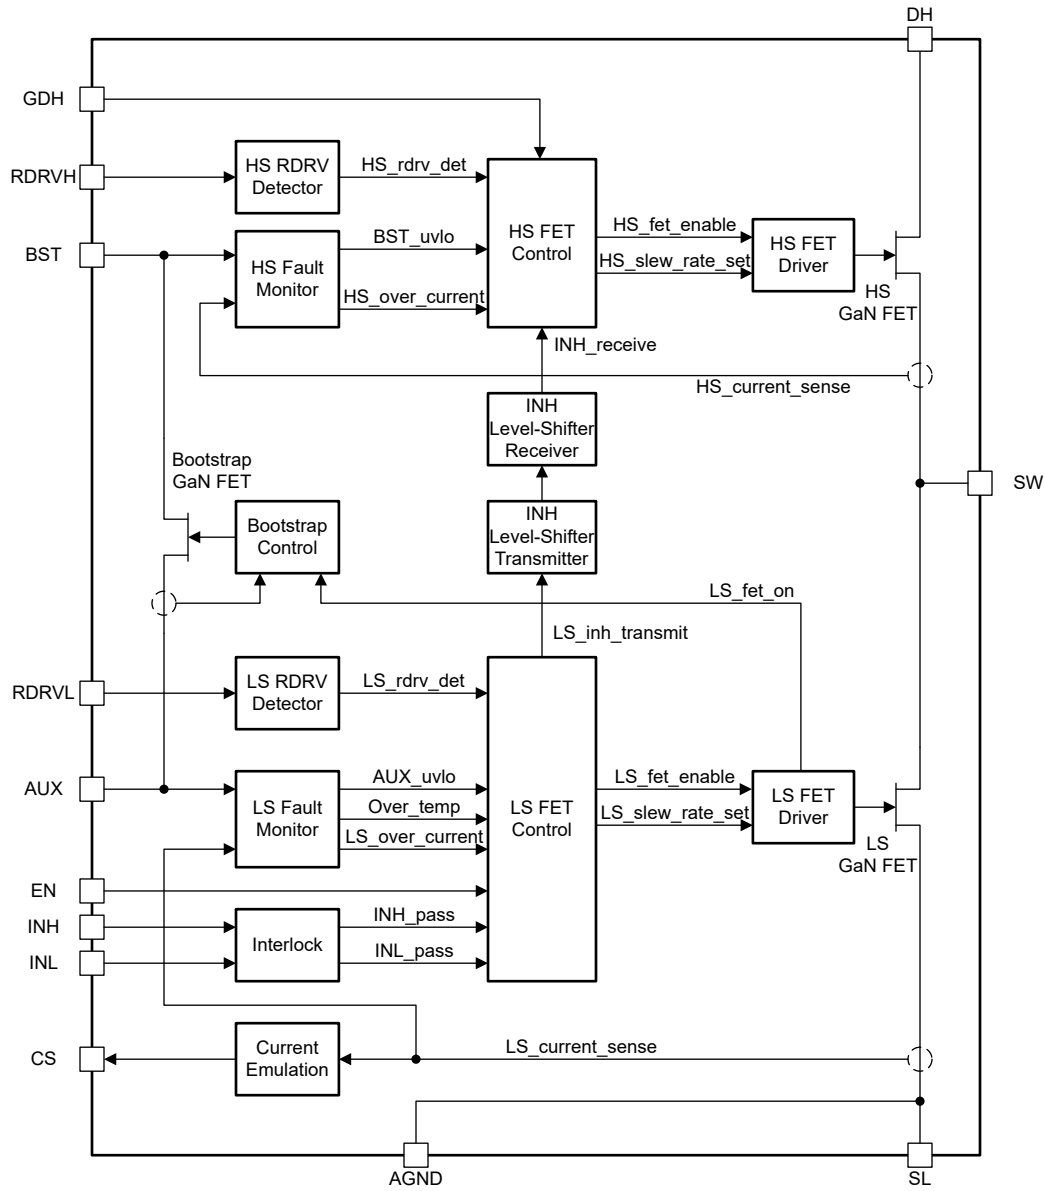 DH
GDH
HS RDRV
Detector
HS_rdrv_det
RDRVH
BST
HS Fault
Monitor
BST_uvlo
HS_over_current
HS FET
Control
HS_fet_enable
HS_slew_rate_set
HS FET
Driver
HS
GaN FET
INH_receive
HS_current_sense
INH
Level-Shifter
Receiver
Bootstrap
GaN FET
SW
Bootstrap
Control
INH
Level-Shifter
Transmitter
LS_fet_on
LS_inh_transmit
RDRVL
LS RDRV
Detector
LS_rdrv_det
AUX
LS Fault
Monitor
AUX_uvlo
Over_temp
LS_over_current
LS FET
Control
LS_fet_enable
LS_slew_rate_set
LS FET
Driver
LS
GaN FET
EN
INH
INL
Interlock
INH_pass
INL_pass
CS
Current
Emulation
LS_current_sense
AGND
SL